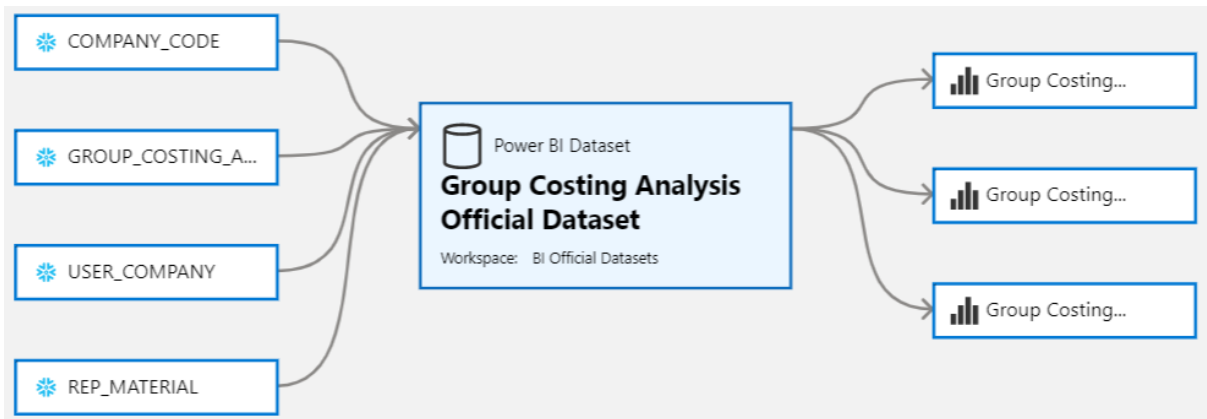 COMPANY_CODE
GROUP_COSTING_A...
USER_COMPANY
REP_MATERIAL
Power BI Dataset
Group Costing Analysis
Official Dataset
Workspace: BI Official Datasets
Group Costing...
Group Costing...
Group Costing...